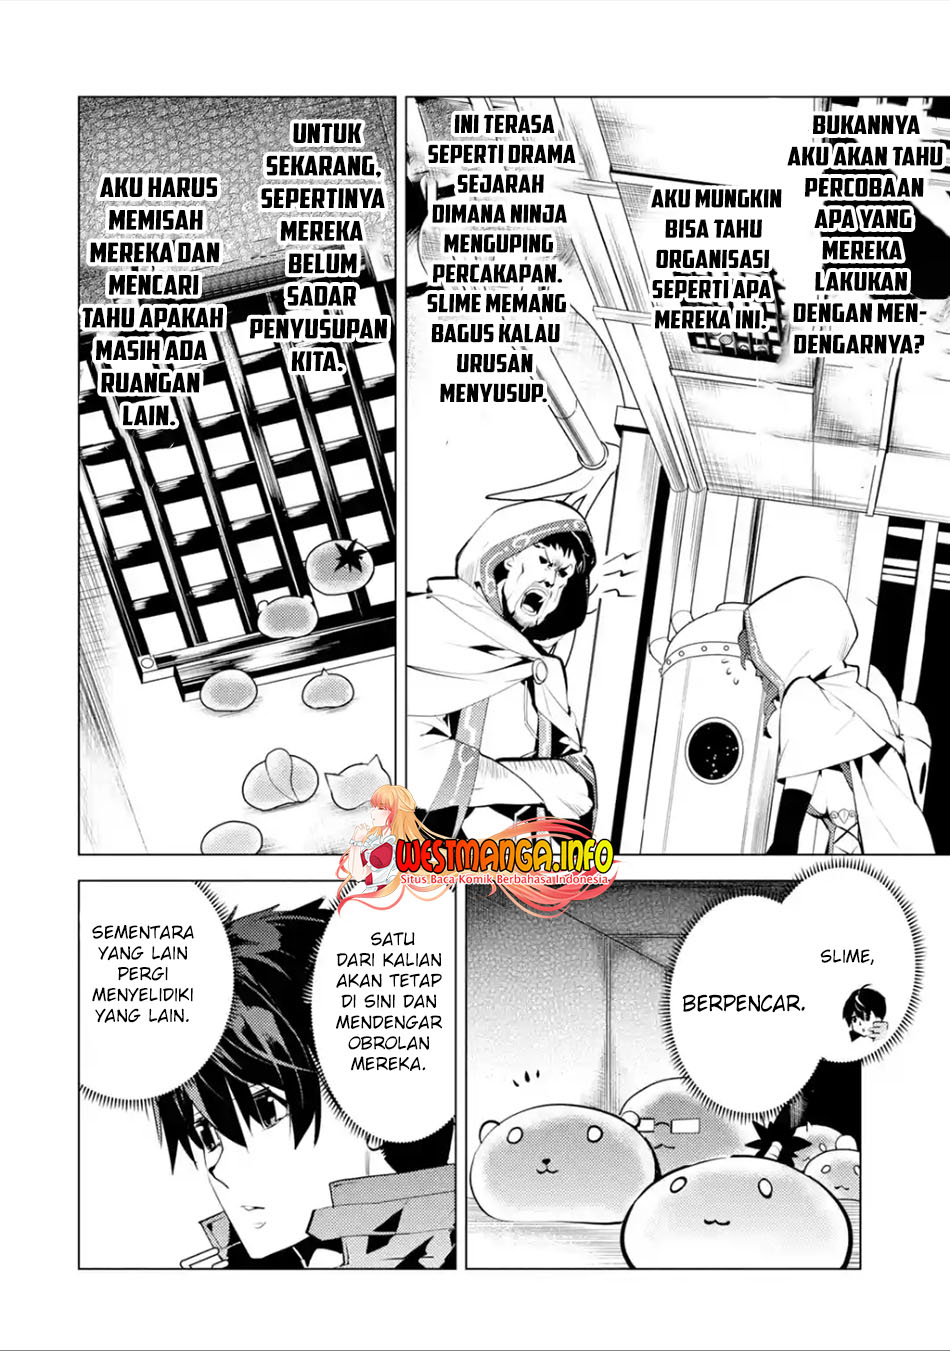 BUKANNYA
AKU AKAN TAHU
PERCOBAAN
APA YANG
MEREKA
LAKUKAN
DENGAN MEN-
DENGARNYA?
AKU MUNGKIN
BISA TAHU
ORGANISASI
SEPERTI APA
MEREKA INI.
INI TERASA
SEPERTI DRAMA
SEJARAH
DIMANA NINJA
MENGUPING
PERCAKAPAN.
SLIME MEMANG
BAGUS KALAU
URUSAN
MENYUSUP.
UNTUK
SEKARANG,
SEPERTINYA
MEREKA
BELUM
SADAR
PENYUSUPAN
KITA.
AKU HARUS
MEMISAH
MEREKA DAN
MENCARI
TAHU APAKAH
MASIH ADA
RUANGAN
LAIN.
WESTMANGA.INFO
Situs Baca Komik Berbahasa Indonesia.
SLIME,
BERPENCAR.
SATU
DARI KALIAN
AKAN TETAP
DI SINI DAN
MENDENGAR
OBROLAN
MEREKA.
SEMENTARA
YANG LAIN
PERGI
MENYELIDIKI
YANG LAIN.